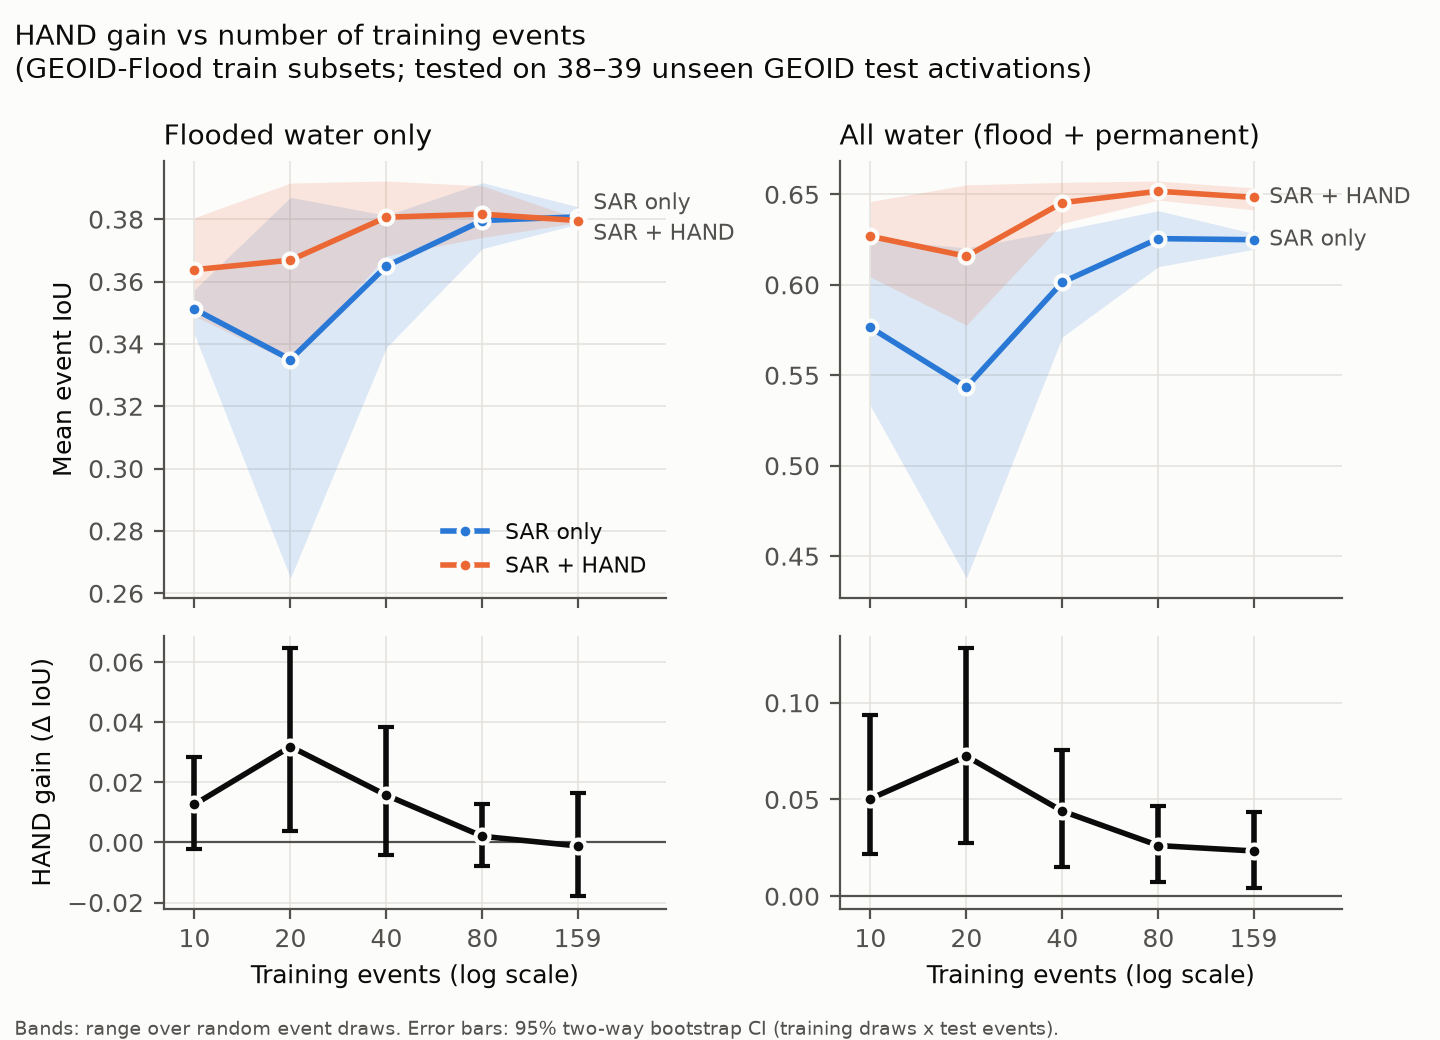 HAND gain vs number of training events
(GEOID-Flood train subsets; tested on 38–39 unseen GEOID test activations)
Flooded water only
Mean event IoU
0.38
0.36
0.34
0.32
0.30
0.28
0.26
SAR only
SAR + HAND
SAR only
SAR + HAND
All water (flood + permanent)
0.65
0.60
0.55
0.50
0.45
SAR + HAND
SAR only
HAND gain (Δ IoU)
0.06
0.04
0.02
0.00
−0.02
10 20 40 80 159
Training events (log scale)
0.10
0.05
0.00
10 20 40 80 159
Training events (log scale)
Bands: range over random event draws. Error bars: 95% two-way bootstrap CI (training draws x test events).